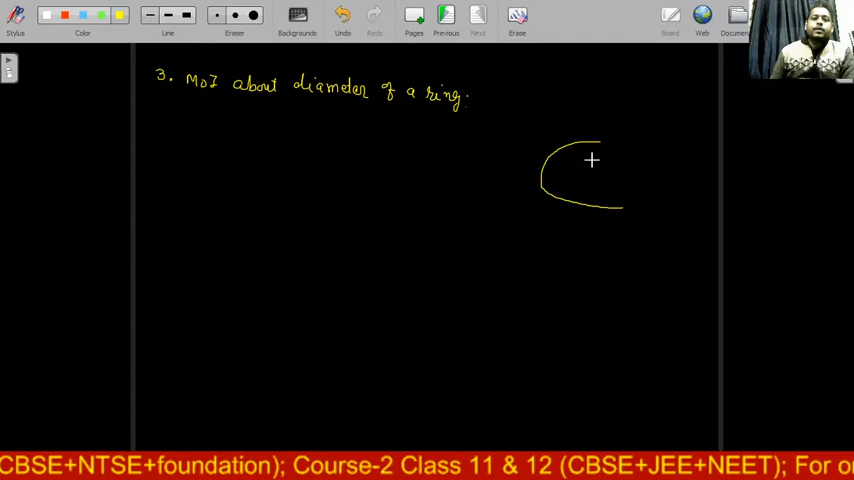 Stylus
Color
Line
Eraser
Backgrounds
Undo
Redo
Pages
Previous
Next
Erase
Board
Web
Documen
3. MOI about diameter of a ring:
CBSE+NTSE+foundation); Course-2 Class 11 & 12 (CBSE+JEE+NEET); For or